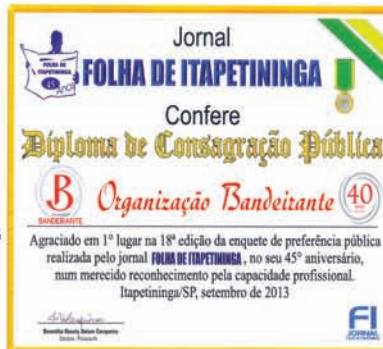 Jornal
FOLHA DE ITAPETININGA
FOLHA DE
ITAPETININGA
45
ANOS
Confere
Diploma de Consagração Pública
B
BANDEIRANTE
Organização Bandeirante
40
Agraciado em 1º lugar na 18ª edição da enquete de preferência pública
realizada pelo jornal FOLHA DE ITAPETININGA, no seu 45º aniversário,
num merecido reconhecimento pela capacidade profissional.
Itapetininga/SP, setembro de 2013
FI
JORNAL